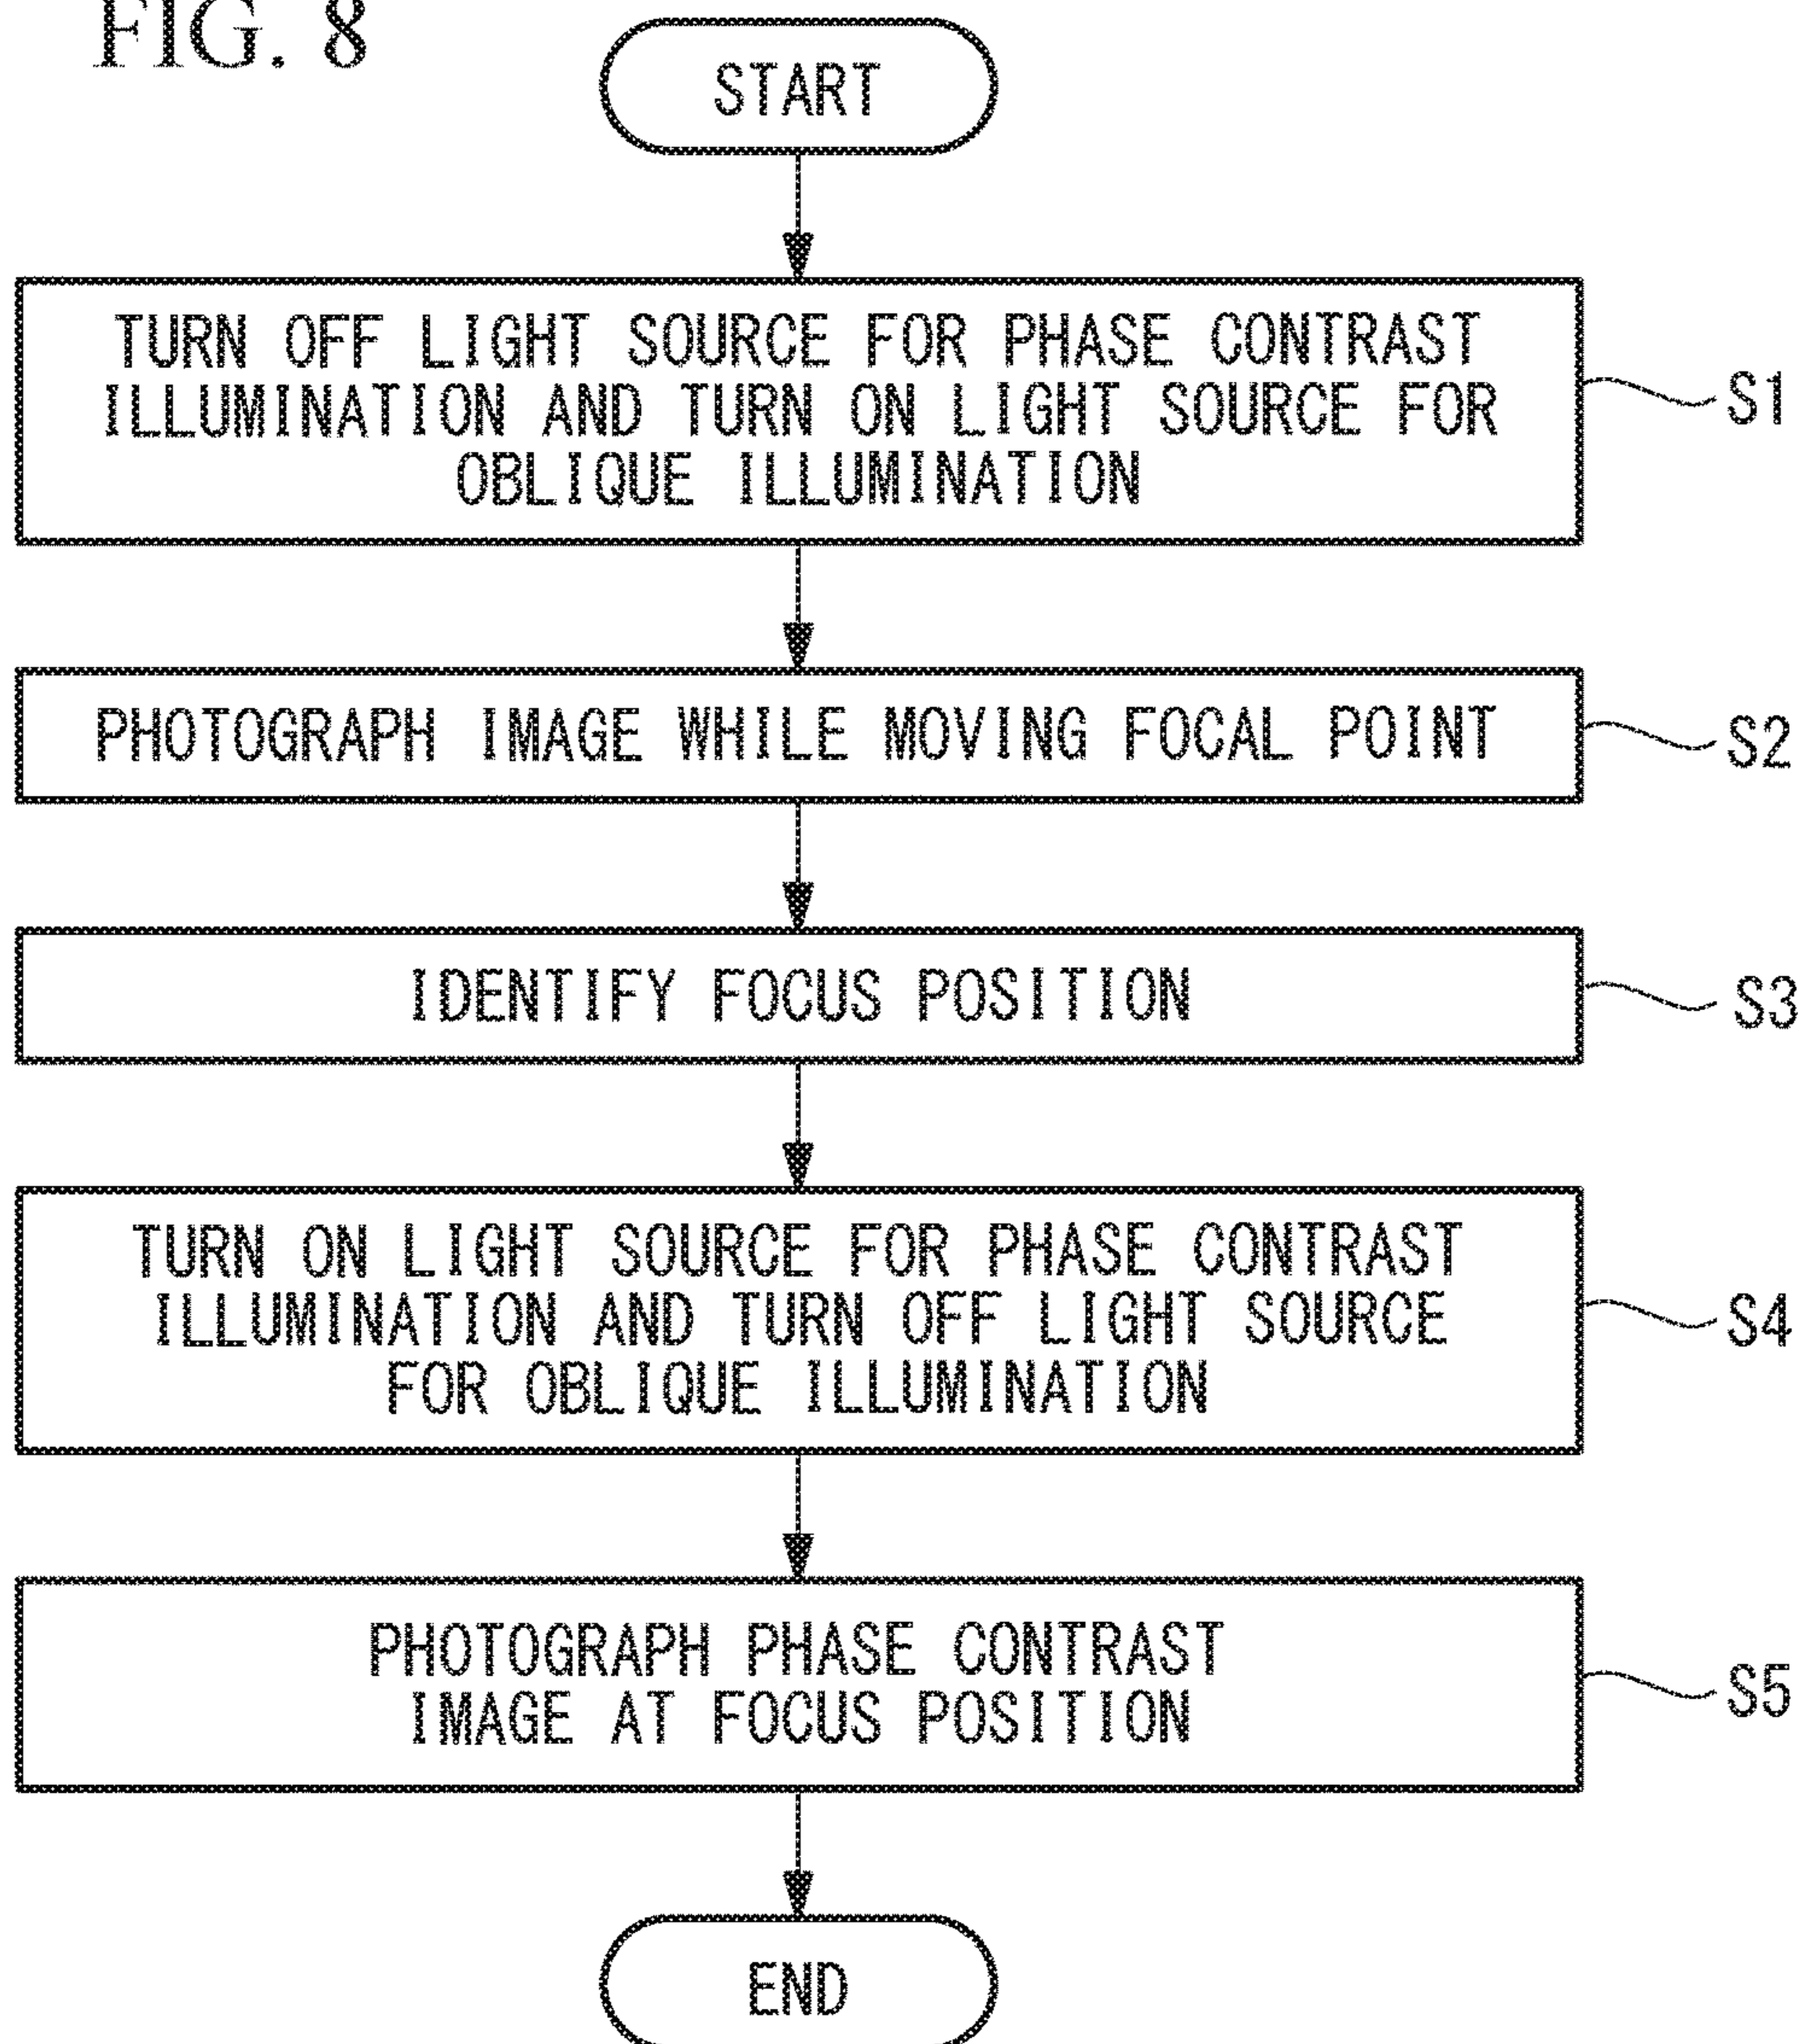 FIG. 8
START
TURN OFF LIGHT SOURCE FOR PHASE CONTRAST
ILLUMINATION AND TURN ON LIGHT SOURCE FOR
OBLIQUE ILLUMINATION
S1
PHOTOGRAPH IMAGE WHILE MOVING FOCAL POINT
S2
IDENTIFY FOCUS POSITION
S3
TURN ON LIGHT SOURCE FOR PHASE CONTRAST
ILLUMINATION AND TURN OFF LIGHT SOURCE
FOR OBLIQUE ILLUMINATION
S4
PHOTOGRAPH PHASE CONTRAST
IMAGE AT FOCUS POSITION
S5
END